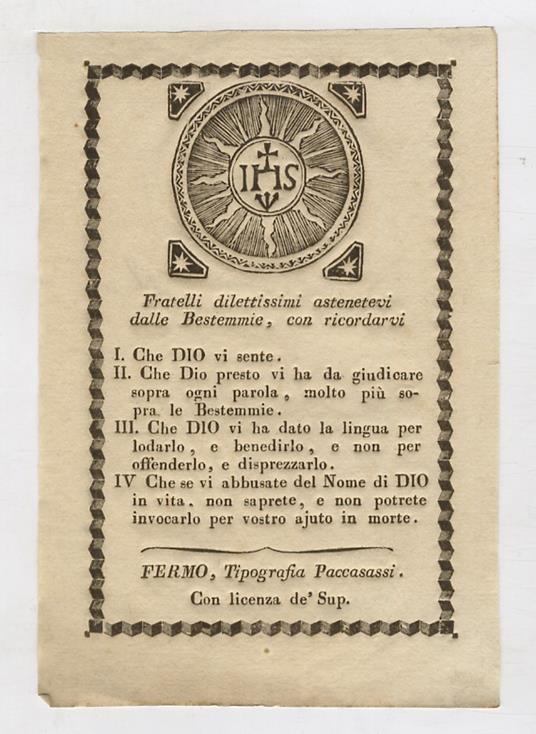 IHS
Fratelli dilettissimi astenetevi
dalle Bestemmie, con ricordarvi
I. Che DIO vi sente.
II. Che Dio presto vi ha da giudicare
sopra ogni parola, molto più so-
pra le Bestemmie.
III. Che DIO vi ha dato la lingua per
lodarlo, e benedirlo, e non per
offenderlo, e disprezzarlo.
IV Che se vi abbusate del Nome di DIO
in vita. non saprete, e non potrete
invocarlo per vostro ajuto in morte.
FERMO, Tipografia Paccasassi.
Con licenza de' Sup.